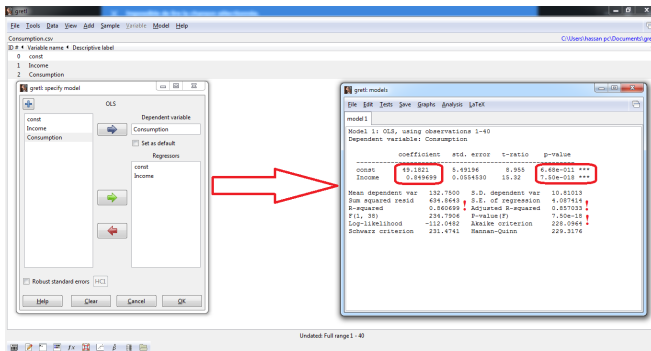 gretl
File Tools Data View Add Sample Variable Model Help
Consumption.csv
C:\Users\hassan pc\Documents\gre
ID # Variable name Descriptive label
0 const
1 Income
2 Consumption
gretl: specify model
OLS
const
Income
Consumption
Dependent variable
Consumption
Set as default
Regressors
const
Income
Robust standard errors HC1
Help Clear Cancel OK
gretl: models
File Edit Tests Save Graphs Analysis LaTeX
model 1
Model 1: OLS, using observations 1-40
Dependent variable: Consumption
coefficient std. error t-ratio p-value
const 49.1821 5.49196 8.955 6.68e-011 ***
Income 0.849699 0.0554530 15.32 7.50e-018 ***
Mean dependent var 132.7500 S.D. dependent var 10.81013
Sum squared resid 634.8643 S.E. of regression 4.087414
R-squared 0.860699 Adjusted R-squared 0.857033
F(1, 38) 234.7906 P-value(F) 7.50e-18
Log-likelihood -112.0482 Akaike criterion 228.0964
Schwarz criterion 231.4741 Hannan-Quinn 229.3176
Undated: Full range 1 - 40